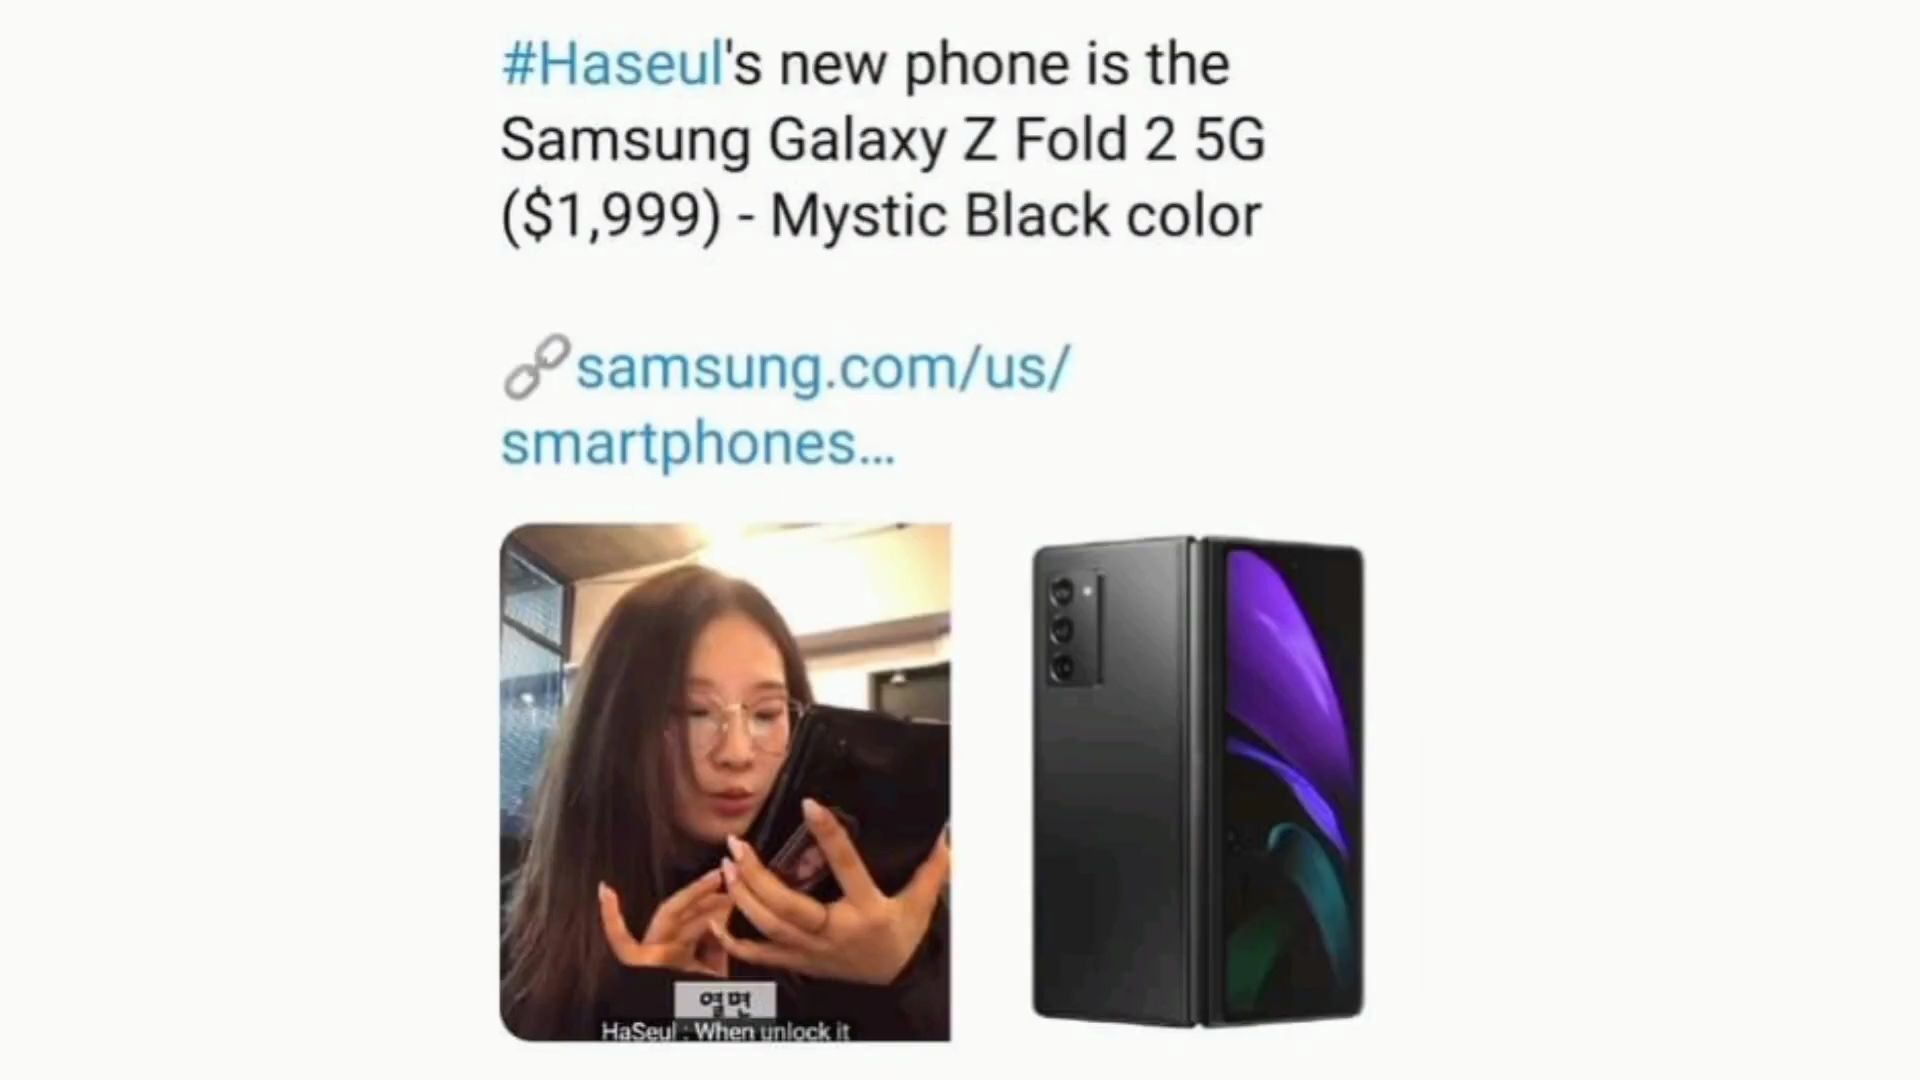 #Haseul's new phone is the
Samsung Galaxy Z Fold 2 5G
($1,999) - Mystic Black color
samsung.com/us/
smartphones...
열면
HaSeul : When unlock it